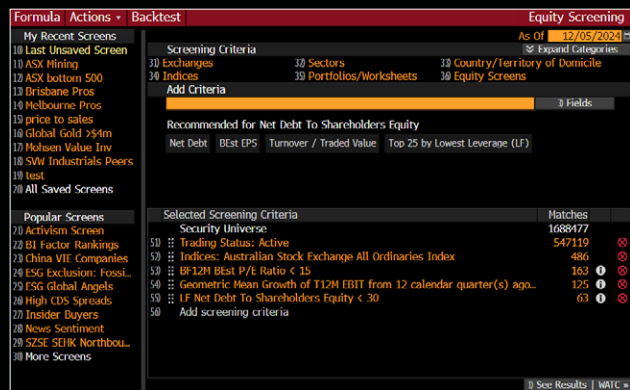 Formula Actions Backtest Equity Screening
My Recent Screens
10) Last Unsaved Screen
11) ASX Mining
12) ASX bottom 500
13) Brisbane Pros
14) Melbourne Pros
15) price to sales
16) Global Gold >$4m
17) Mohsen Value Inv
18) SVW Industrials Peers
19) test
20) All Saved Screens
Popular Screens
21) Activism Screen
22) BI Factor Rankings
23) China VIE Companies
24) ESG Exclusion: Fossi...
25) ESG Global Angels
26) High CDS Spreads
27) Insider Buyers
28) News Sentiment
29) SZSE SEHK Northbou...
30) More Screens
As Of 12/05/2024
Screening Criteria Expand Categories
31) Exchanges 32) Sectors 33) Country/Territory of Domicile
34) Indices 35) Portfolios/Worksheets 36) Equity Screens
Add Criteria
3) Fields
Recommended for Net Debt To Shareholders Equity
Net Debt BEst EPS Turnover / Traded Value Top 25 by Lowest Leverage (LF)
Selected Screening Criteria Matches
Security Universe 1688477
51) Trading Status: Active 547119
52) Indices: Australian Stock Exchange All Ordinaries Index 486
53) BF12M BEst P/E Ratio < 15 163
54) Geometric Mean Growth of T12M EBIT from 12 calendar quarter(s) ago... 125
55) LF Net Debt To Shareholders Equity < 30 63
56) Add screening criteria
1) See Results | WATC »